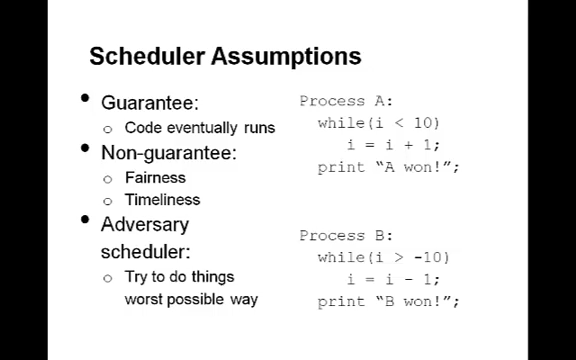 Scheduler Assumptions
• Guarantee:
o Code eventually runs
• Non-guarantee:
o Fairness
o Timeliness
• Adversary
scheduler:
o Try to do things
worst possible way
Process A:
while(i < 10)
i = i + 1;
print “A won!”;
Process B:
while(i > -10)
i = i - 1;
print “B won!”;